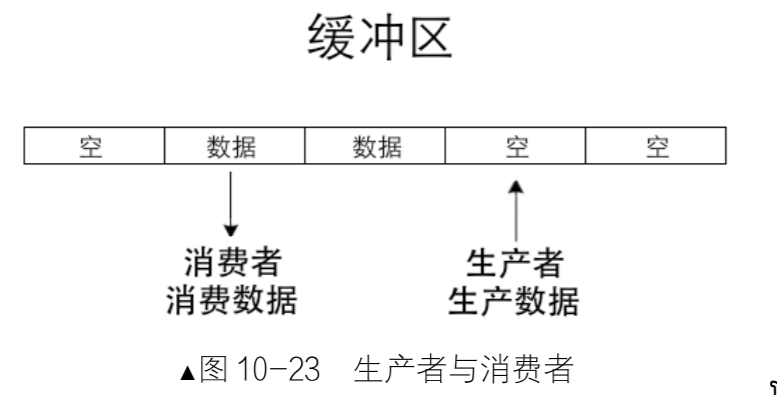 缓冲区
空 数据 数据 空 空
消费者 生产者
消费数据 生产数据
▲图 10-23 生产者与消费者